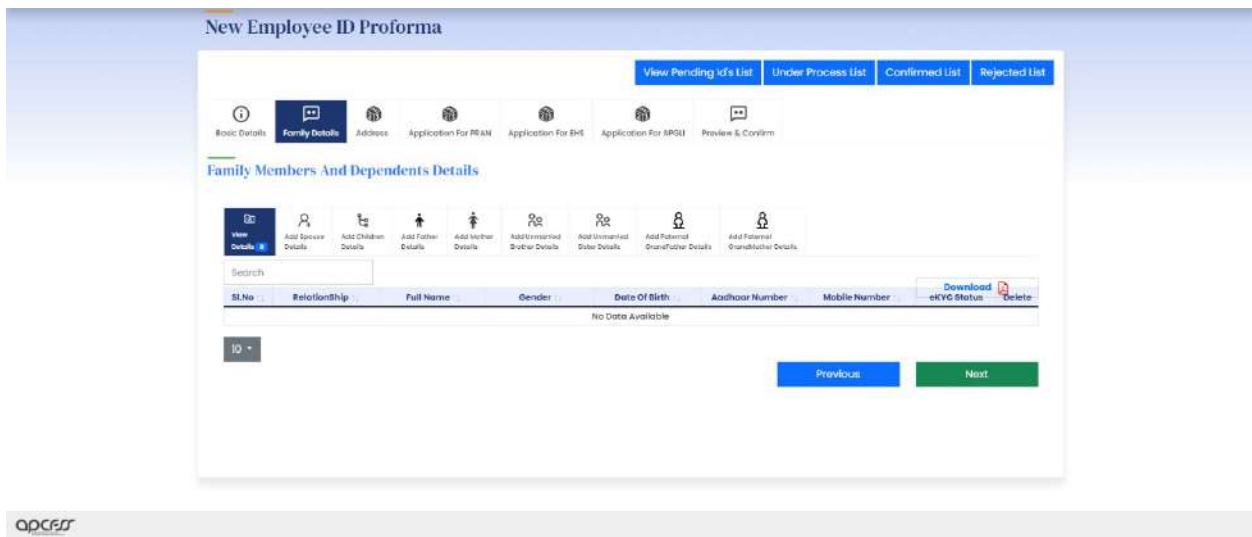 New Employee ID Proforma
View Pending Id's List Under Process List Confirmed List Rejected List
Basic Details Family Details Address Application For PRAN Application For EHS Application For APGLI Preview & Confirm
Family Members And Dependents Details
View Details 0 Add Spouse Details Add Children Details Add Father Details Add Mother Details Add Unmarried Brother Details Add Unmarried Sister Details Add Paternal GrandFather Details Add Paternal GrandMother Details
Search
Download
Sl.No RelationShip Full Name Gender Date Of Birth Aadhaar Number Mobile Number eKYC Status Delete
No Data Available
10
Previous Next
apcfss